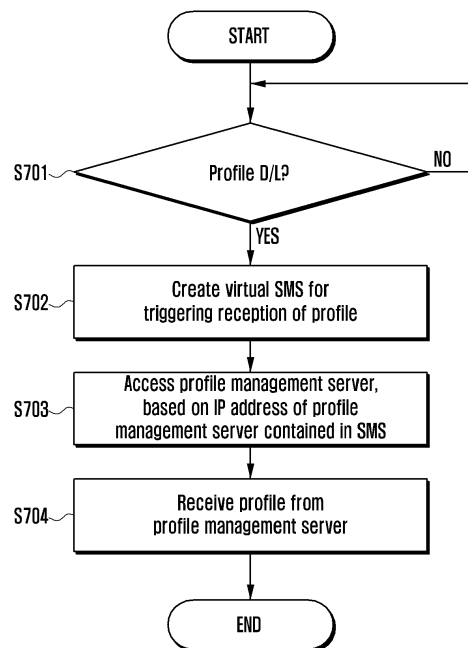 START
S701
Profile D/L?
NO
YES
S702
Create virtual SMS for
triggering reception of profile
S703
Access profile management server,
based on IP address of profile
management server contained in SMS
S704
Receive profile from
profile management server
END